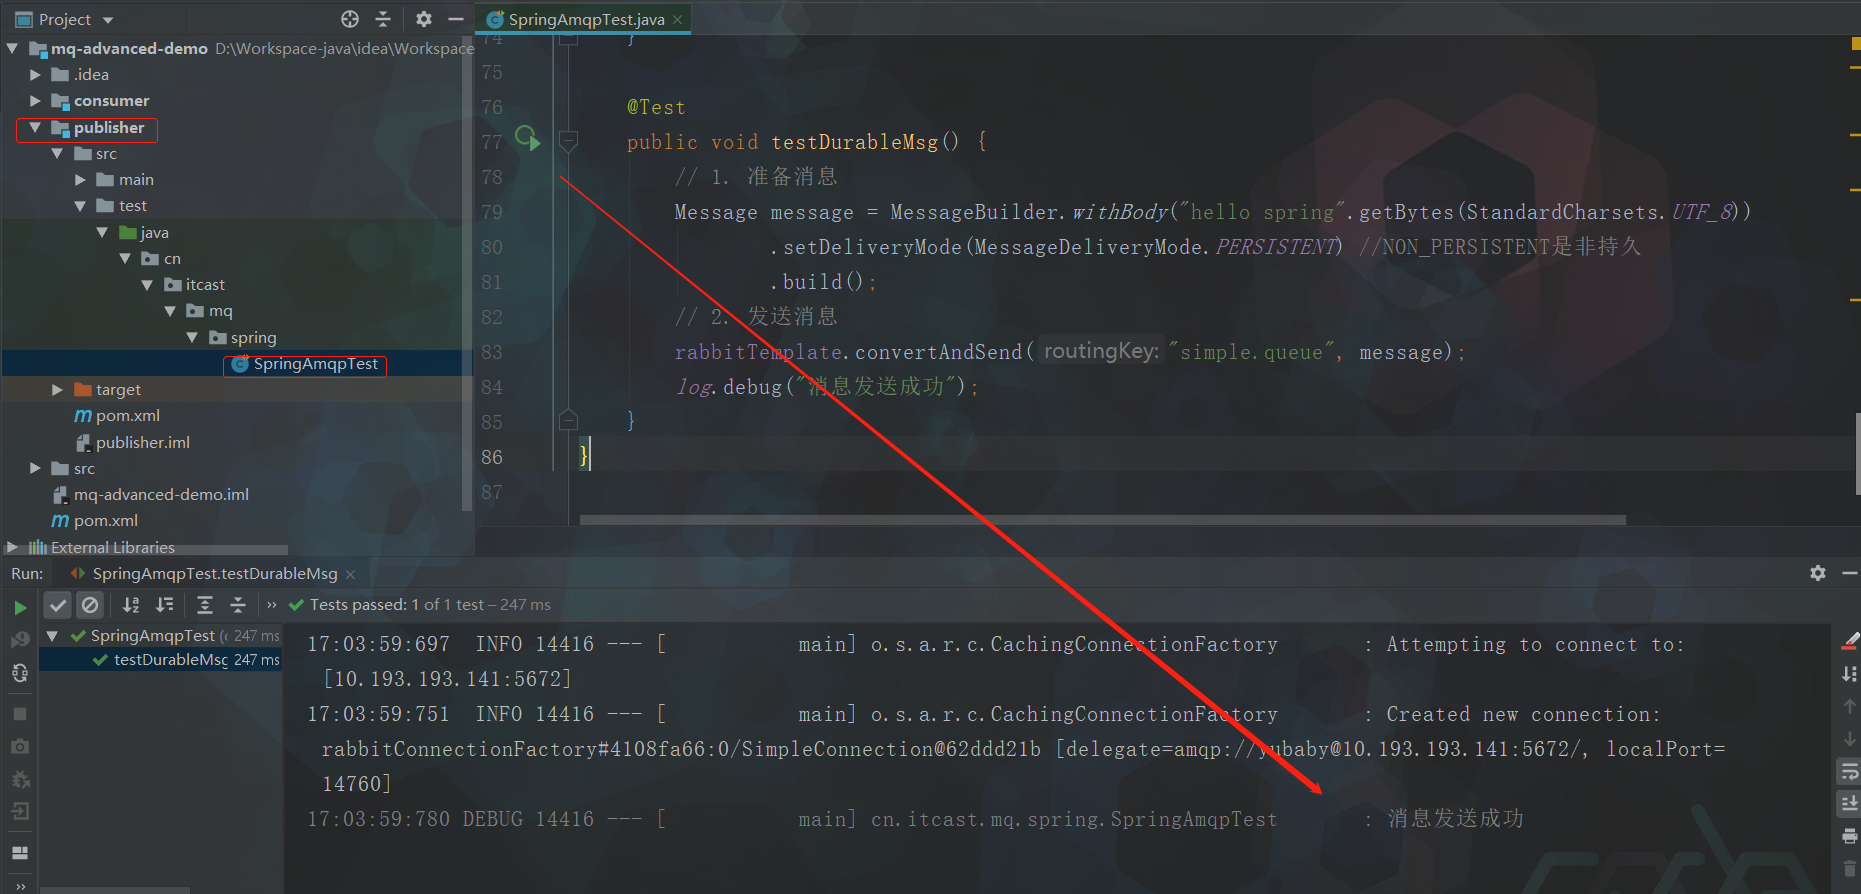 Project
mq-advanced-demo D:\Workspace-java\idea\Workspace
.idea
consumer
publisher
src
main
test
java
cn
itcast
mq
spring
SpringAmqpTest
target
pom.xml
publisher.iml
src
mq-advanced-demo.iml
pom.xml
External Libraries
SpringAmqpTest.java
74 }
75
76 @Test
77 public void testDurableMsg() {
78 // 1. 准备消息
79 Message message = MessageBuilder.withBody("hello spring".getBytes(StandardCharsets.UTF_8))
80 .setDeliveryMode(MessageDeliveryMode.PERSISTENT) //NON_PERSISTENT是非持久
81 .build();
82 // 2. 发送消息
83 rabbitTemplate.convertAndSend( routingKey: "simple.queue", message);
84 log.debug("消息发送成功");
85 }
86 }
87
Run: SpringAmqpTest.testDurableMsg
Tests passed: 1 of 1 test – 247 ms
SpringAmqpTest (c 247 ms
testDurableMsg 247 ms
17:03:59:697 INFO 14416 --- [ main] o.s.a.r.c.CachingConnectionFactory : Attempting to connect to:
[10.193.193.141:5672]
17:03:59:751 INFO 14416 --- [ main] o.s.a.r.c.CachingConnectionFactory : Created new connection:
rabbitConnectionFactory#4108fa66:0/SimpleConnection@62ddd21b [delegate=amqp://yubaby@10.193.193.141:5672/, localPort=
14760]
17:03:59:780 DEBUG 14416 --- [ main] cn.itcast.mq.spring.SpringAmqpTest : 消息发送成功